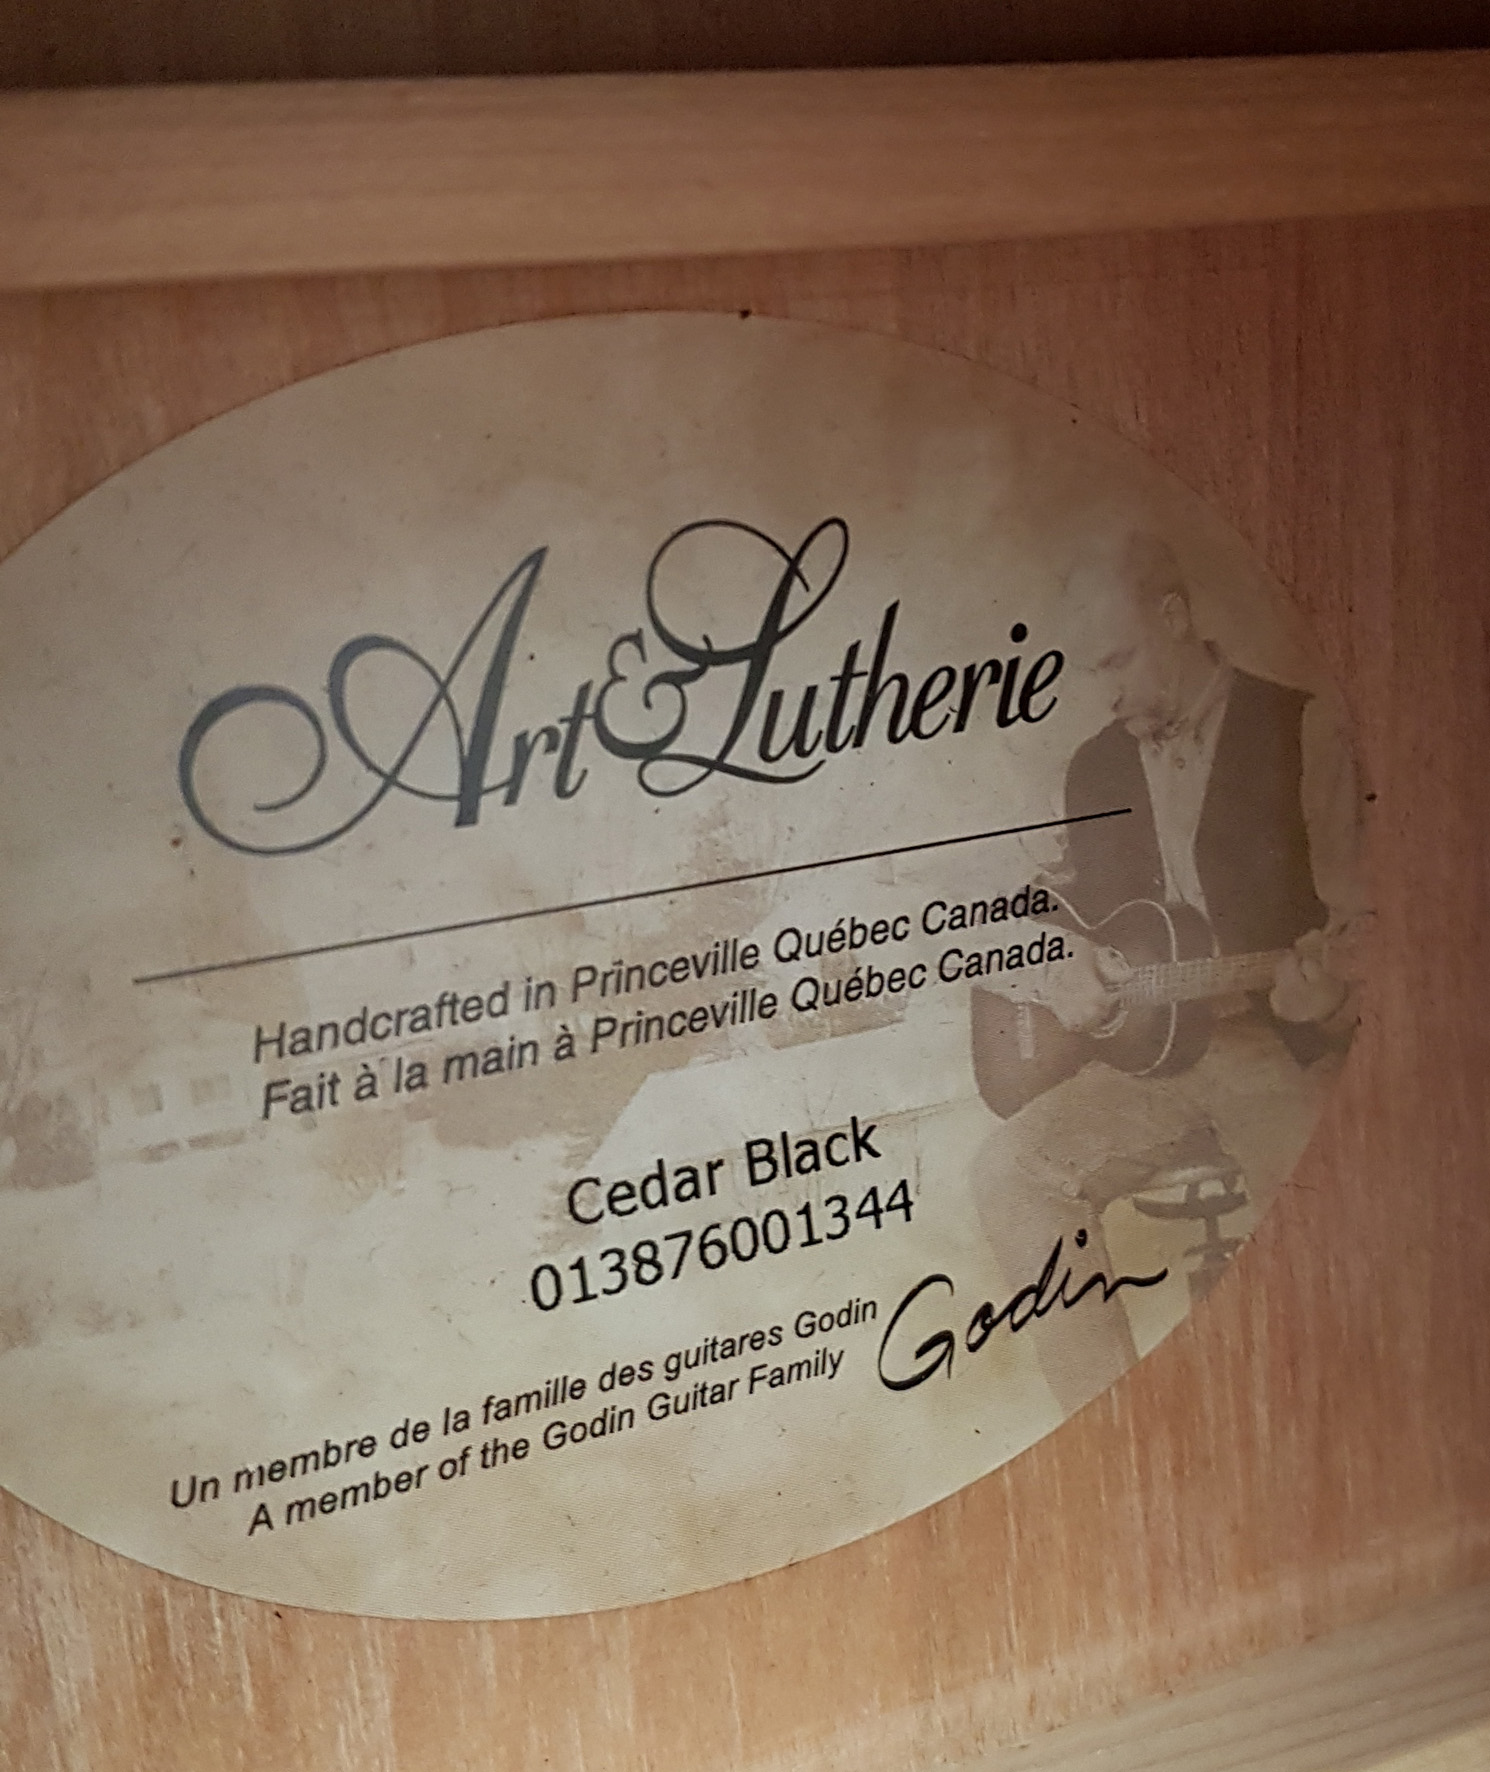 Art & Lutherie
Handcrafted in Princeville Québec Canada.
Fait à la main à Princeville Québec Canada.
Cedar Black
013876001344
Un membre de la famille des guitares Godin
A member of the Godin Guitar Family
Godin